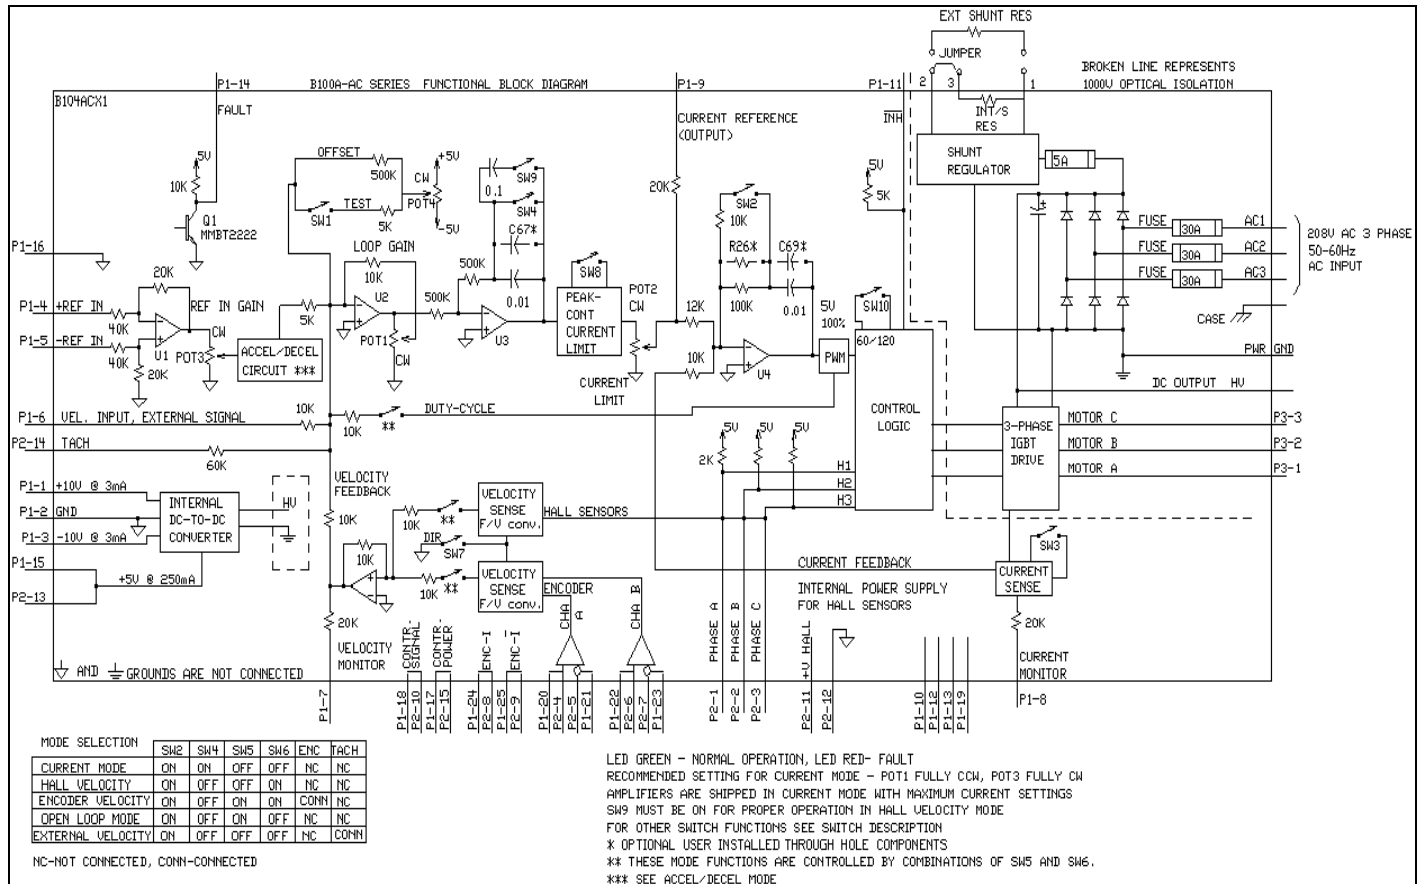 EXT SHUNT RES
JUMPER
BROKEN LINE REPRESENTS
1000V OPTICAL ISOLATION
P1-14
B100A-AC SERIES FUNCTIONAL BLOCK DIAGRAM
P1-9
P1-11
2
3
1
B104ACX1
FAULT
CURRENT REFERENCE
(OUTPUT)
INH
INT/S
RES
SHUNT
REGULATOR
5A
5V
10K
Q1
MMBT2222
OFFSET
500K
CW
POT4
+5V
-5V
SW1
TEST
5K
0.1
SW9
SW4
C67*
0.01
20K
SW2
10K
R26*
C69*
100K
0.01
5V
5K
+
FUSE
30A
AC1
FUSE
30A
AC2
FUSE
30A
AC3
208V AC 3 PHASE
50-60Hz
AC INPUT
CASE
PWR GND
DC OUTPUT HV
P1-16
20K
REF IN GAIN
P1-4
+REF IN
40K
P1-5
-REF IN
40K
-
+
U1
20K
CW
POT3
ACCEL/DECEL
CIRCUIT ***
5K
LOOP GAIN
10K
-
+
U2
POT1
CW
500K
500K
-
+
U3
SW8
PEAK-
CONT
CURRENT
LIMIT
POT2
CW
CURRENT
LIMIT
12K
10K
-
+
U4
5V
100%
PWM
SW10
60/120
CONTROL
LOGIC
P1-6
VEL. INPUT, EXTERNAL SIGNAL
10K
10K
**
DUTY-CYCLE
P2-14
TACH
60K
5V
5V
5V
2K
H1
H2
H3
3-PHASE
IGBT
DRIVE
MOTOR C
P3-3
MOTOR B
P3-2
MOTOR A
P3-1
P1-1
+10V @ 3mA
P1-2
GND
P1-3
-10V @ 3mA
P1-15
P2-13
+5V @ 250mA
INTERNAL
DC-TO-DC
CONVERTER
HV
VELOCITY
FEEDBACK
10K
10K
+
-
10K
**
DIR
SW7
10K
**
VELOCITY
SENSE
F/V conv.
HALL SENSORS
VELOCITY
SENSE
F/V conv.
ENCODER
CHA A
CHA B
CURRENT FEEDBACK
INTERNAL POWER SUPPLY
FOR HALL SENSORS
SW3
CURRENT
SENSE
20K
CURRENT
MONITOR
P1-8
20K
VELOCITY
MONITOR
P1-7
CONTR-
SIGNAL
CONTR-
POWER
ENC-I
ENC-I
PHASE A
PHASE B
PHASE C
+V HALL
AND
GROUNDS ARE NOT CONNECTED
P1-18
P2-10
P1-17
P2-15
P1-24
P2-8
P1-25
P2-9
P1-20
P2-4
P2-5
P1-21
P1-22
P2-6
P2-7
P1-23
P2-1
P2-2
P2-3
P2-11
P2-12
P1-10
P1-12
P1-13
P1-19
MODE SELECTION
SW2 SW4 SW5 SW6 ENC TACH
CURRENT MODE ON ON OFF OFF NC NC
HALL VELOCITY ON OFF OFF ON NC NC
ENCODER VELOCITY ON OFF ON ON CONN NC
OPEN LOOP MODE ON OFF ON OFF NC NC
EXTERNAL VELOCITY ON OFF OFF OFF NC CONN
NC-NOT CONNECTED, CONN-CONNECTED
LED GREEN - NORMAL OPERATION, LED RED- FAULT
RECOMMENDED SETTING FOR CURRENT MODE - POT1 FULLY CCW, POT3 FULLY CW
AMPLIFIERS ARE SHIPPED IN CURRENT MODE WITH MAXIMUM CURRENT SETTINGS
SW9 MUST BE ON FOR PROPER OPERATION IN HALL VELOCITY MODE
FOR OTHER SWITCH FUNCTIONS SEE SWITCH DESCRIPTION
* OPTIONAL USER INSTALLED THROUGH HOLE COMPONENTS
** THESE MODE FUNCTIONS ARE CONTROLLED BY COMBINATIONS OF SW5 AND SW6.
*** SEE ACCEL/DECEL MODE